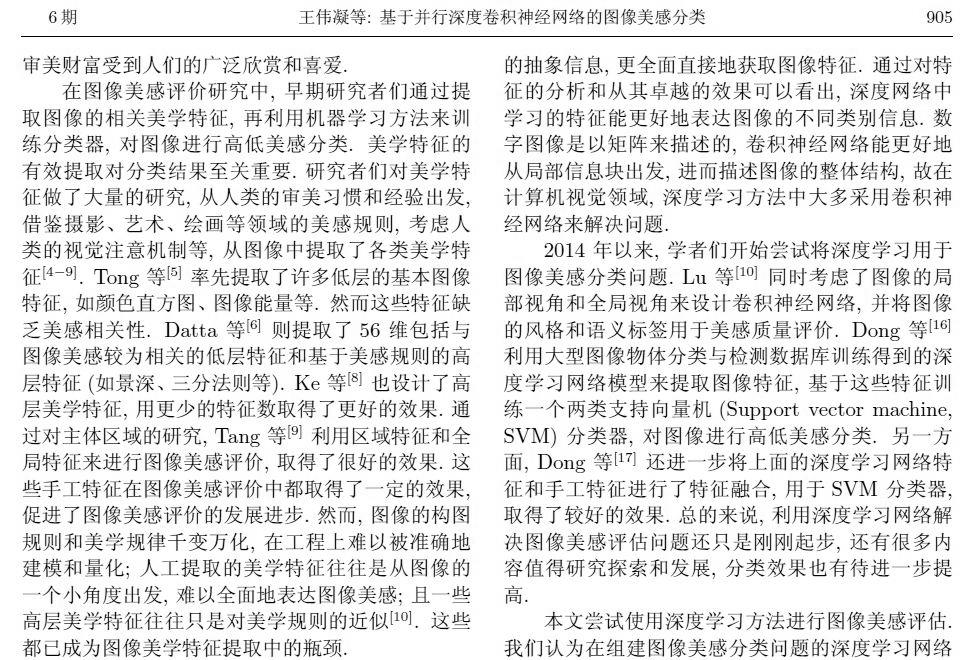 6 期
王伟凝等: 基于并行深度卷积神经网络的图像美感分类
905
审美财富受到人们的广泛欣赏和喜爱.
在图像美感评价研究中, 早期研究者们通过提
取图像的相关美学特征, 再利用机器学习方法来训
练分类器, 对图像进行高低美感分类. 美学特征的
有效提取对分类结果至关重要. 研究者们对美学特
征做了大量的研究, 从人类的审美习惯和经验出发,
借鉴摄影、艺术、绘画等领域的美感规则, 考虑人
类的视觉注意机制等, 从图像中提取了各类美学特
征[4−9]. Tong 等[5] 率先提取了许多低层的基本图像
特征, 如颜色直方图、图像能量等. 然而这些特征缺
乏美感相关性. Datta 等[6] 则提取了 56 维包括与
图像美感较为相关的低层特征和基于美感规则的高
层特征 (如景深、三分法则等). Ke 等[8] 也设计了高
层美学特征, 用更少的特征数取得了更好的效果. 通
过对主体区域的研究, Tang 等[9] 利用区域特征和全
局特征来进行图像美感评价, 取得了很好的效果. 这
些手工特征在图像美感评价中都取得了一定的效果,
促进了图像美感评价的发展进步. 然而, 图像的构图
规则和美学规律千变万化, 在工程上难以被准确地
建模和量化; 人工提取的美学特征往往是从图像的
一个小角度出发, 难以全面地表达图像美感; 且一些
高层美学特征往往只是对美学规则的近似[10]. 这些
都已成为图像美学特征提取中的瓶颈.
的抽象信息, 更全面直接地获取图像特征. 通过对特
征的分析和从其卓越的效果可以看出, 深度网络中
学习的特征能更好地表达图像的不同类别信息. 数
字图像是以矩阵来描述的, 卷积神经网络能更好地
从局部信息块出发, 进而描述图像的整体结构, 故在
计算机视觉领域, 深度学习方法中大多采用卷积神
经网络来解决问题.
2014 年以来, 学者们开始尝试将深度学习用于
图像美感分类问题. Lu 等[10] 同时考虑了图像的局
部视角和全局视角来设计卷积神经网络, 并将图像
的风格和语义标签用于美感质量评价. Dong 等[16]
利用大型图像物体分类与检测数据库训练得到的深
度学习网络模型来提取图像特征, 基于这些特征训
练一个两类支持向量机 (Support vector machine,
SVM) 分类器, 对图像进行高低美感分类. 另一方
面, Dong 等[17] 还进一步将上面的深度学习网络特
征和手工特征进行了特征融合, 用于 SVM 分类器,
取得了较好的效果. 总的来说, 利用深度学习网络解
决图像美感评估问题还只是刚刚起步, 还有很多内
容值得研究探索和发展, 分类效果也有待进一步提
高.
本文尝试使用深度学习方法进行图像美感评估.
我们认为在组建图像美感分类问题的深度学习网络